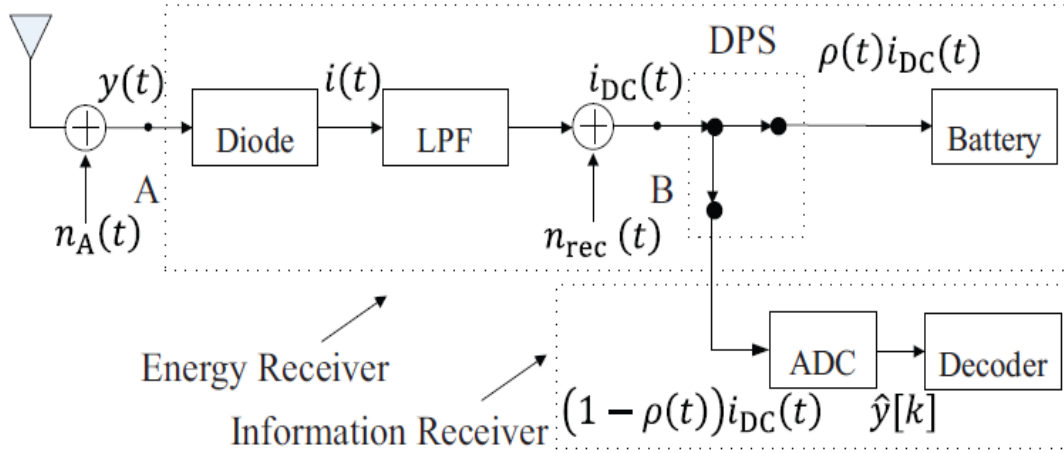 DPS
ρ(t)i_DC(t)
y(t)
i(t)
i_DC(t)
Diode
LPF
Battery
A
B
n_A(t)
n_rec (t)
Energy Receiver
ADC
Decoder
Information Receiver
(1 − ρ(t))i_DC(t)
ŷ[k]